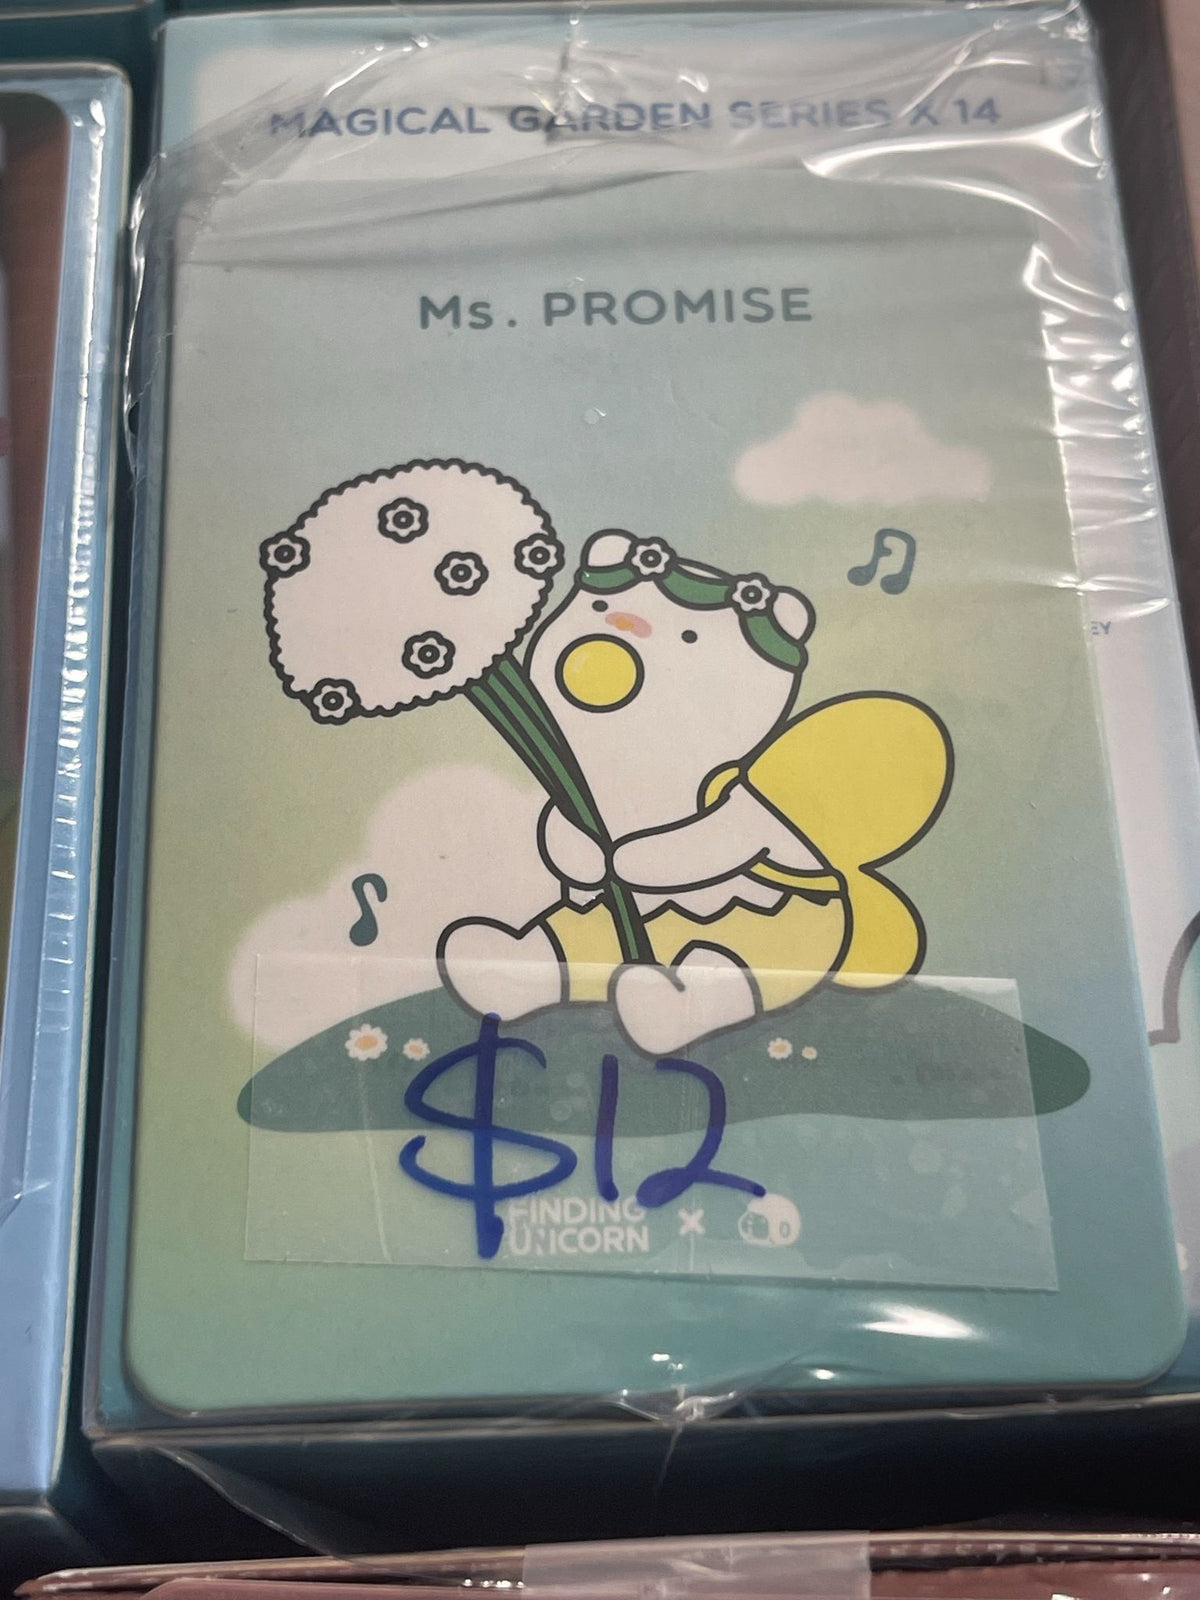 MAGICAL GARDEN SERIES X 14
Ms. PROMISE
$12
FINDING
UNICORN
X